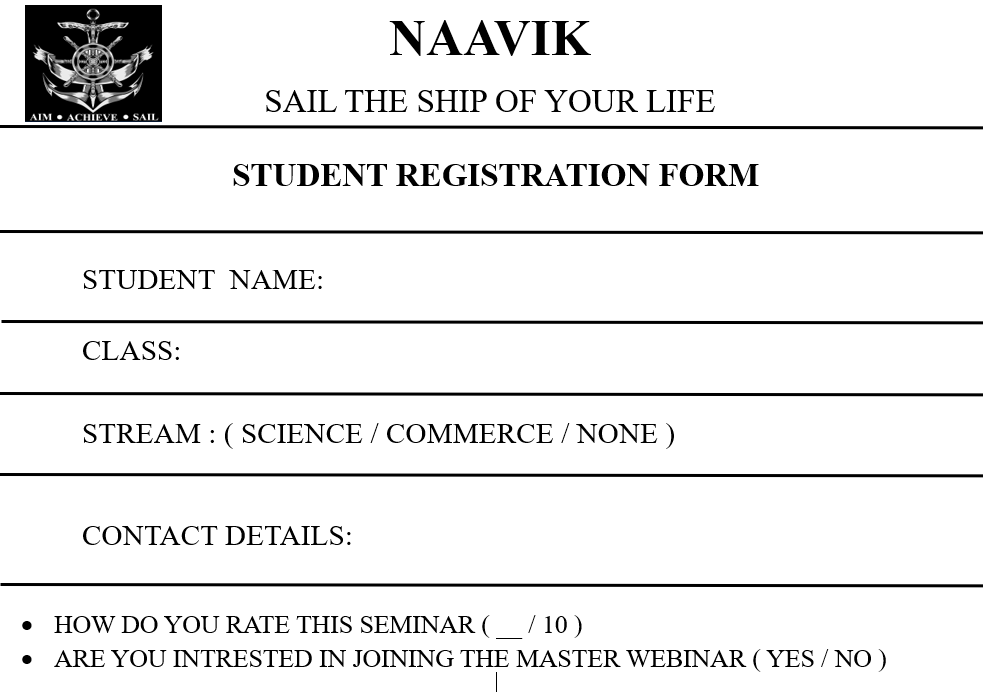 NAAVIK
SAIL THE SHIP OF YOUR LIFE
AIM • ACHIEVE • SAIL
STUDENT REGISTRATION FORM
STUDENT  NAME:
CLASS:
STREAM : ( SCIENCE / COMMERCE / NONE )
CONTACT DETAILS:
• HOW DO YOU RATE THIS SEMINAR ( __ / 10 )
• ARE YOU INTRESTED IN JOINING THE MASTER WEBINAR ( YES / NO )